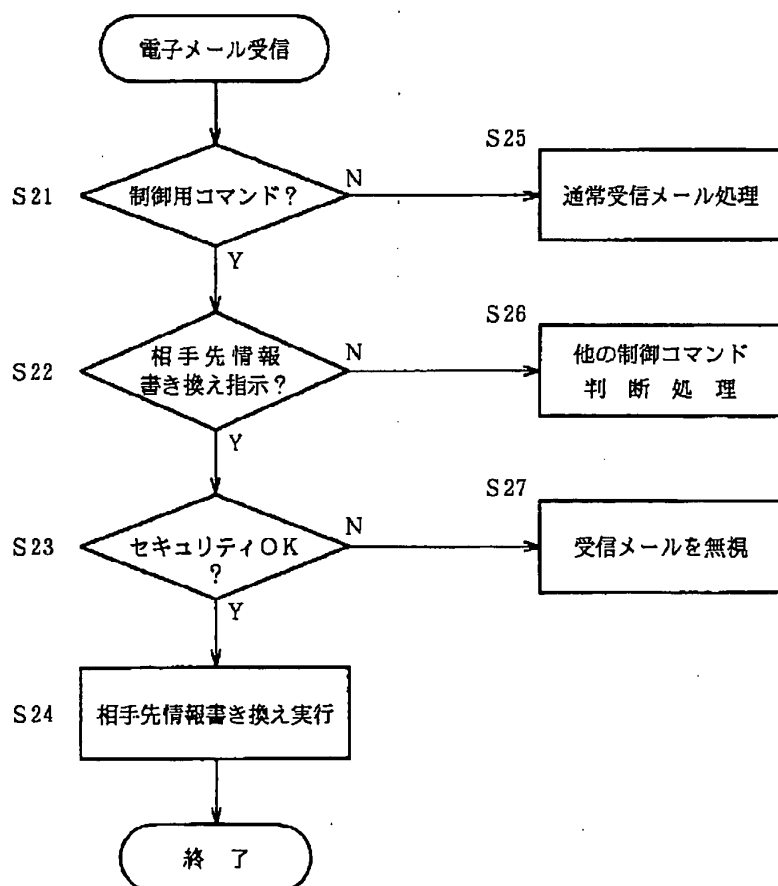 電子メール受信
S25
S21
制御用コマンド?
N
通常受信メール処理
Y
S26
S22
相手先情報
書き換え指示?
N
他の制御コマンド
判断処理
Y
S27
S23
セキュリティOK
?
N
受信メールを無視
Y
S24
相手先情報書き換え実行
終了